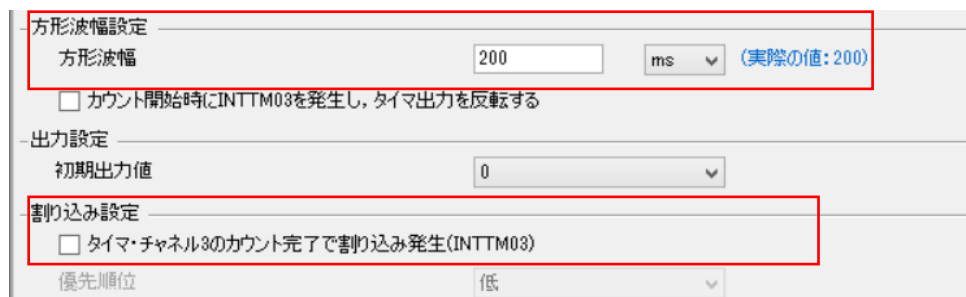 方形波幅設定
方形波幅 200 ms (実際の値：200)
カウント開始時にINTTM03を発生し，タイマ出力を反転する
出力設定
初期出力値 0
割り込み設定
タイマ・チャネル3のカウント完了で割り込み発生(INTTM03)
優先順位 低